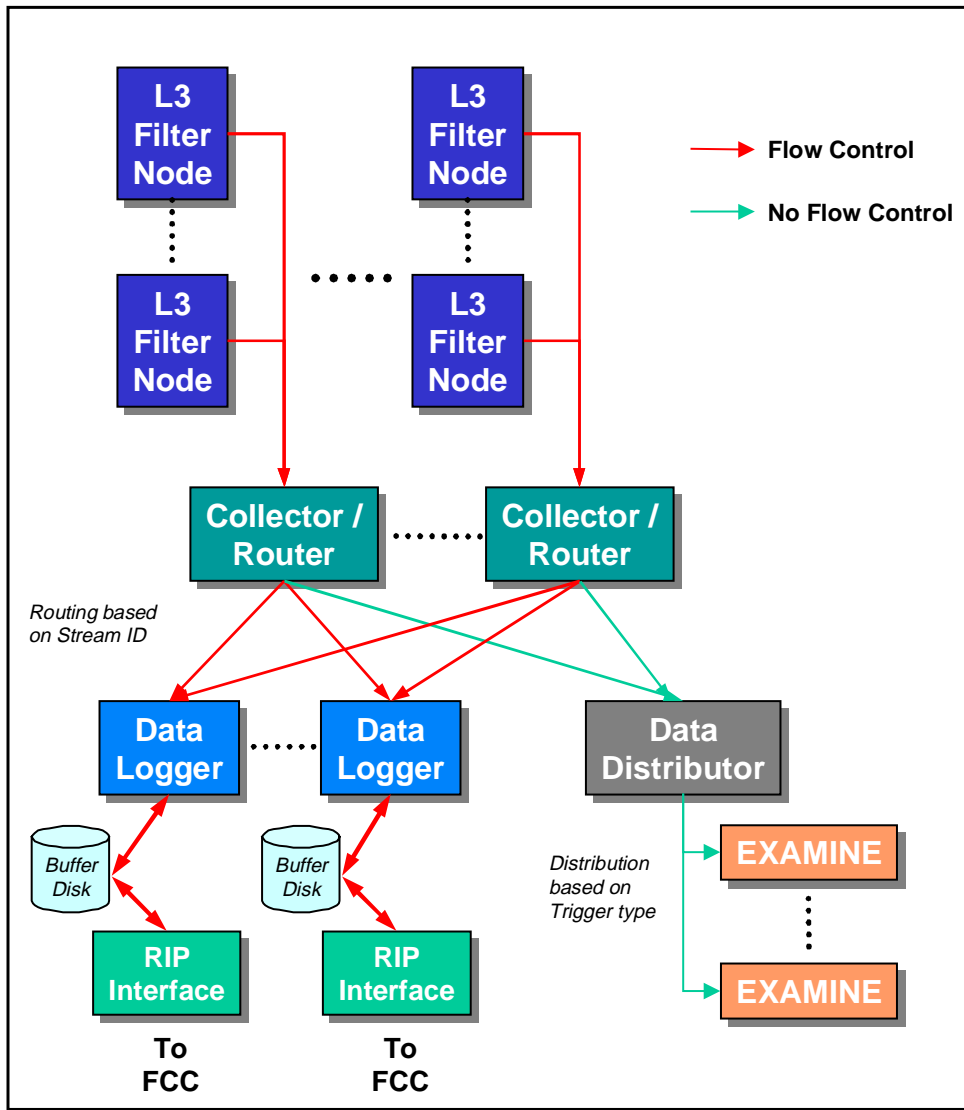 L3
Filter
Node
L3
Filter
Node
Flow Control
No Flow Control
L3
Filter
Node
L3
Filter
Node
Collector /
Router
Collector /
Router
Routing based
on Stream ID
Data
Logger
Data
Logger
Data
Distributor
Buffer
Disk
Buffer
Disk
Distribution
based on
Trigger type
EXAMINE
EXAMINE
RIP
Interface
RIP
Interface
To
FCC
To
FCC